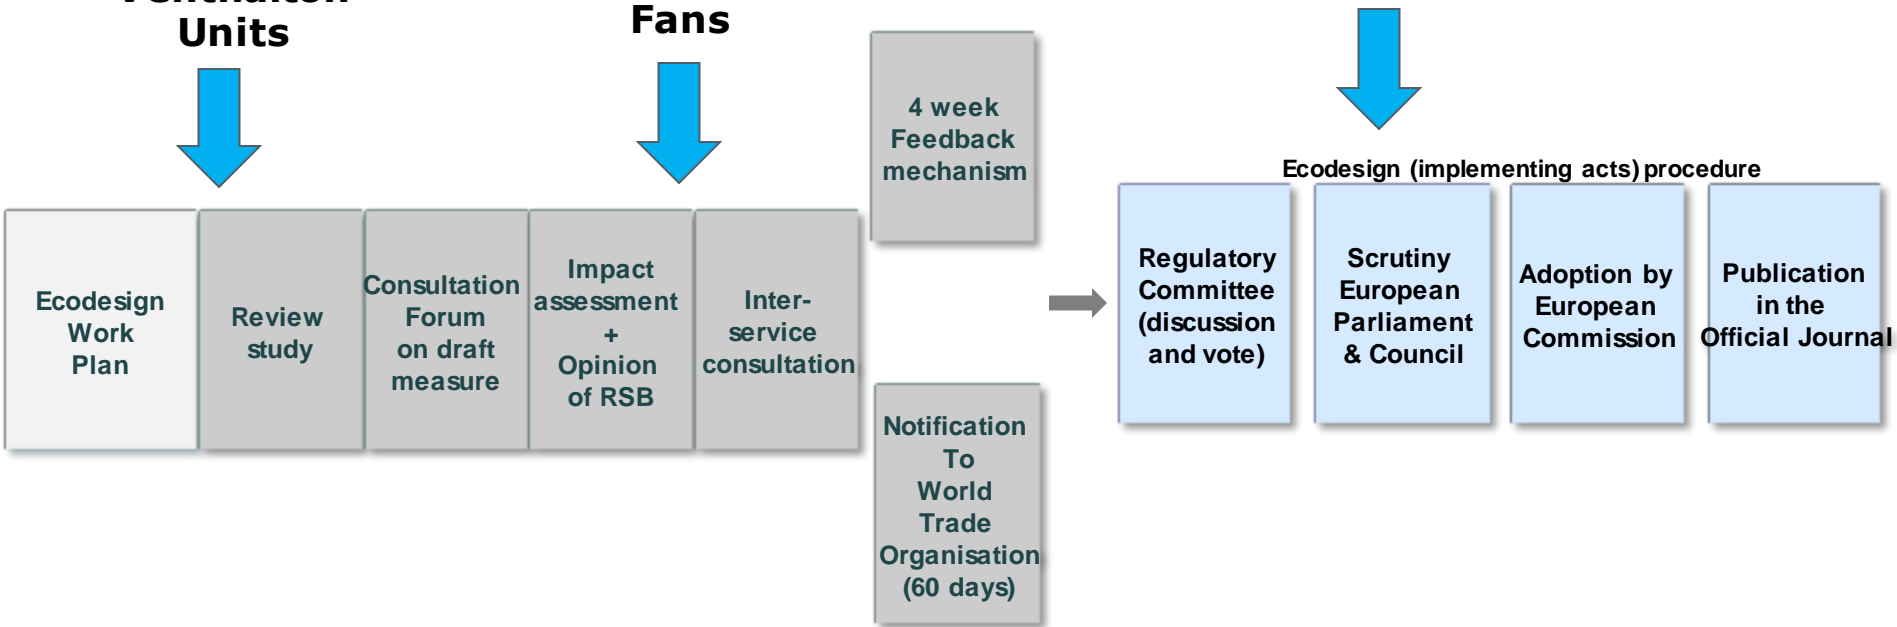 Units
Fans
4 week
Feedback
mechanism
Ecodesign (implementing acts) procedure
Ecodesign
Work
Plan
Review
study
Consultation
Forum
on draft
measure
Impact
assessment
+
Opinion
of RSB
Inter-
service
consultation
Notification
To
World
Trade
Organisation
(60 days)
Regulatory
Committee
(discussion
and vote)
Scrutiny
European
Parliament
& Council
Adoption by
European
Commission
Publication
in the
Official Journal